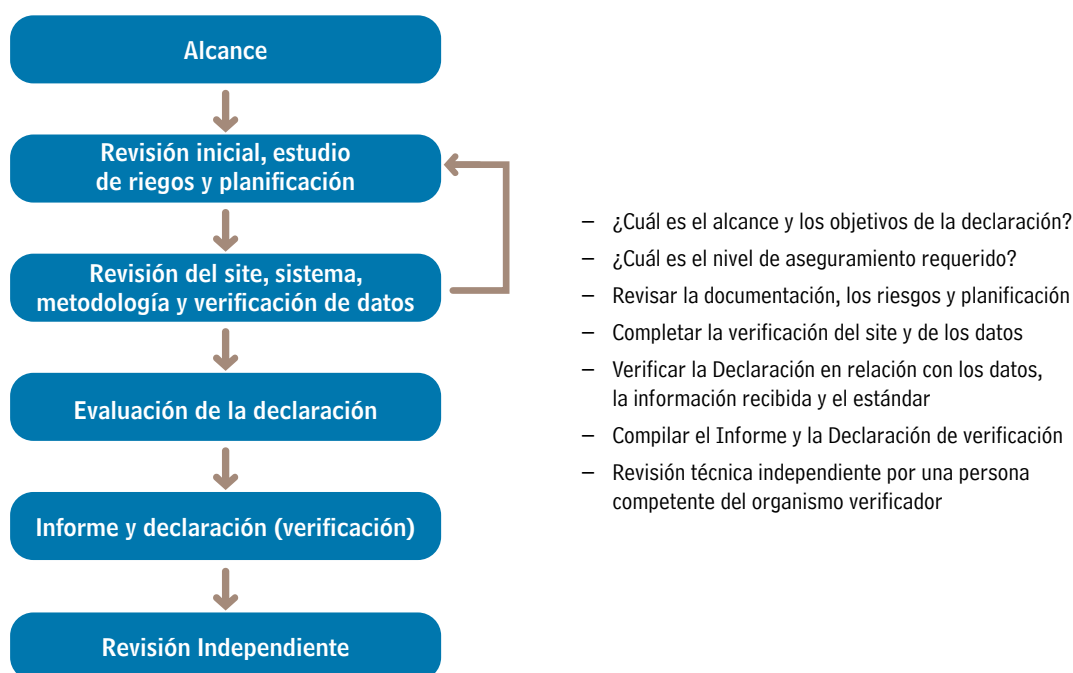 Alcance
Revisión inicial, estudio
de riegos y planificación
Revisión del site, sistema,
metodología y verificación de datos
Evaluación de la declaración
Informe y declaración (verificación)
Revisión Independiente
– ¿Cuál es el alcance y los objetivos de la declaración?
– ¿Cuál es el nivel de aseguramiento requerido?
– Revisar la documentación, los riesgos y planificación
– Completar la verificación del site y de los datos
– Verificar la Declaración en relación con los datos,
la información recibida y el estándar
– Compilar el Informe y la Declaración de verificación
– Revisión técnica independiente por una persona
competente del organismo verificador